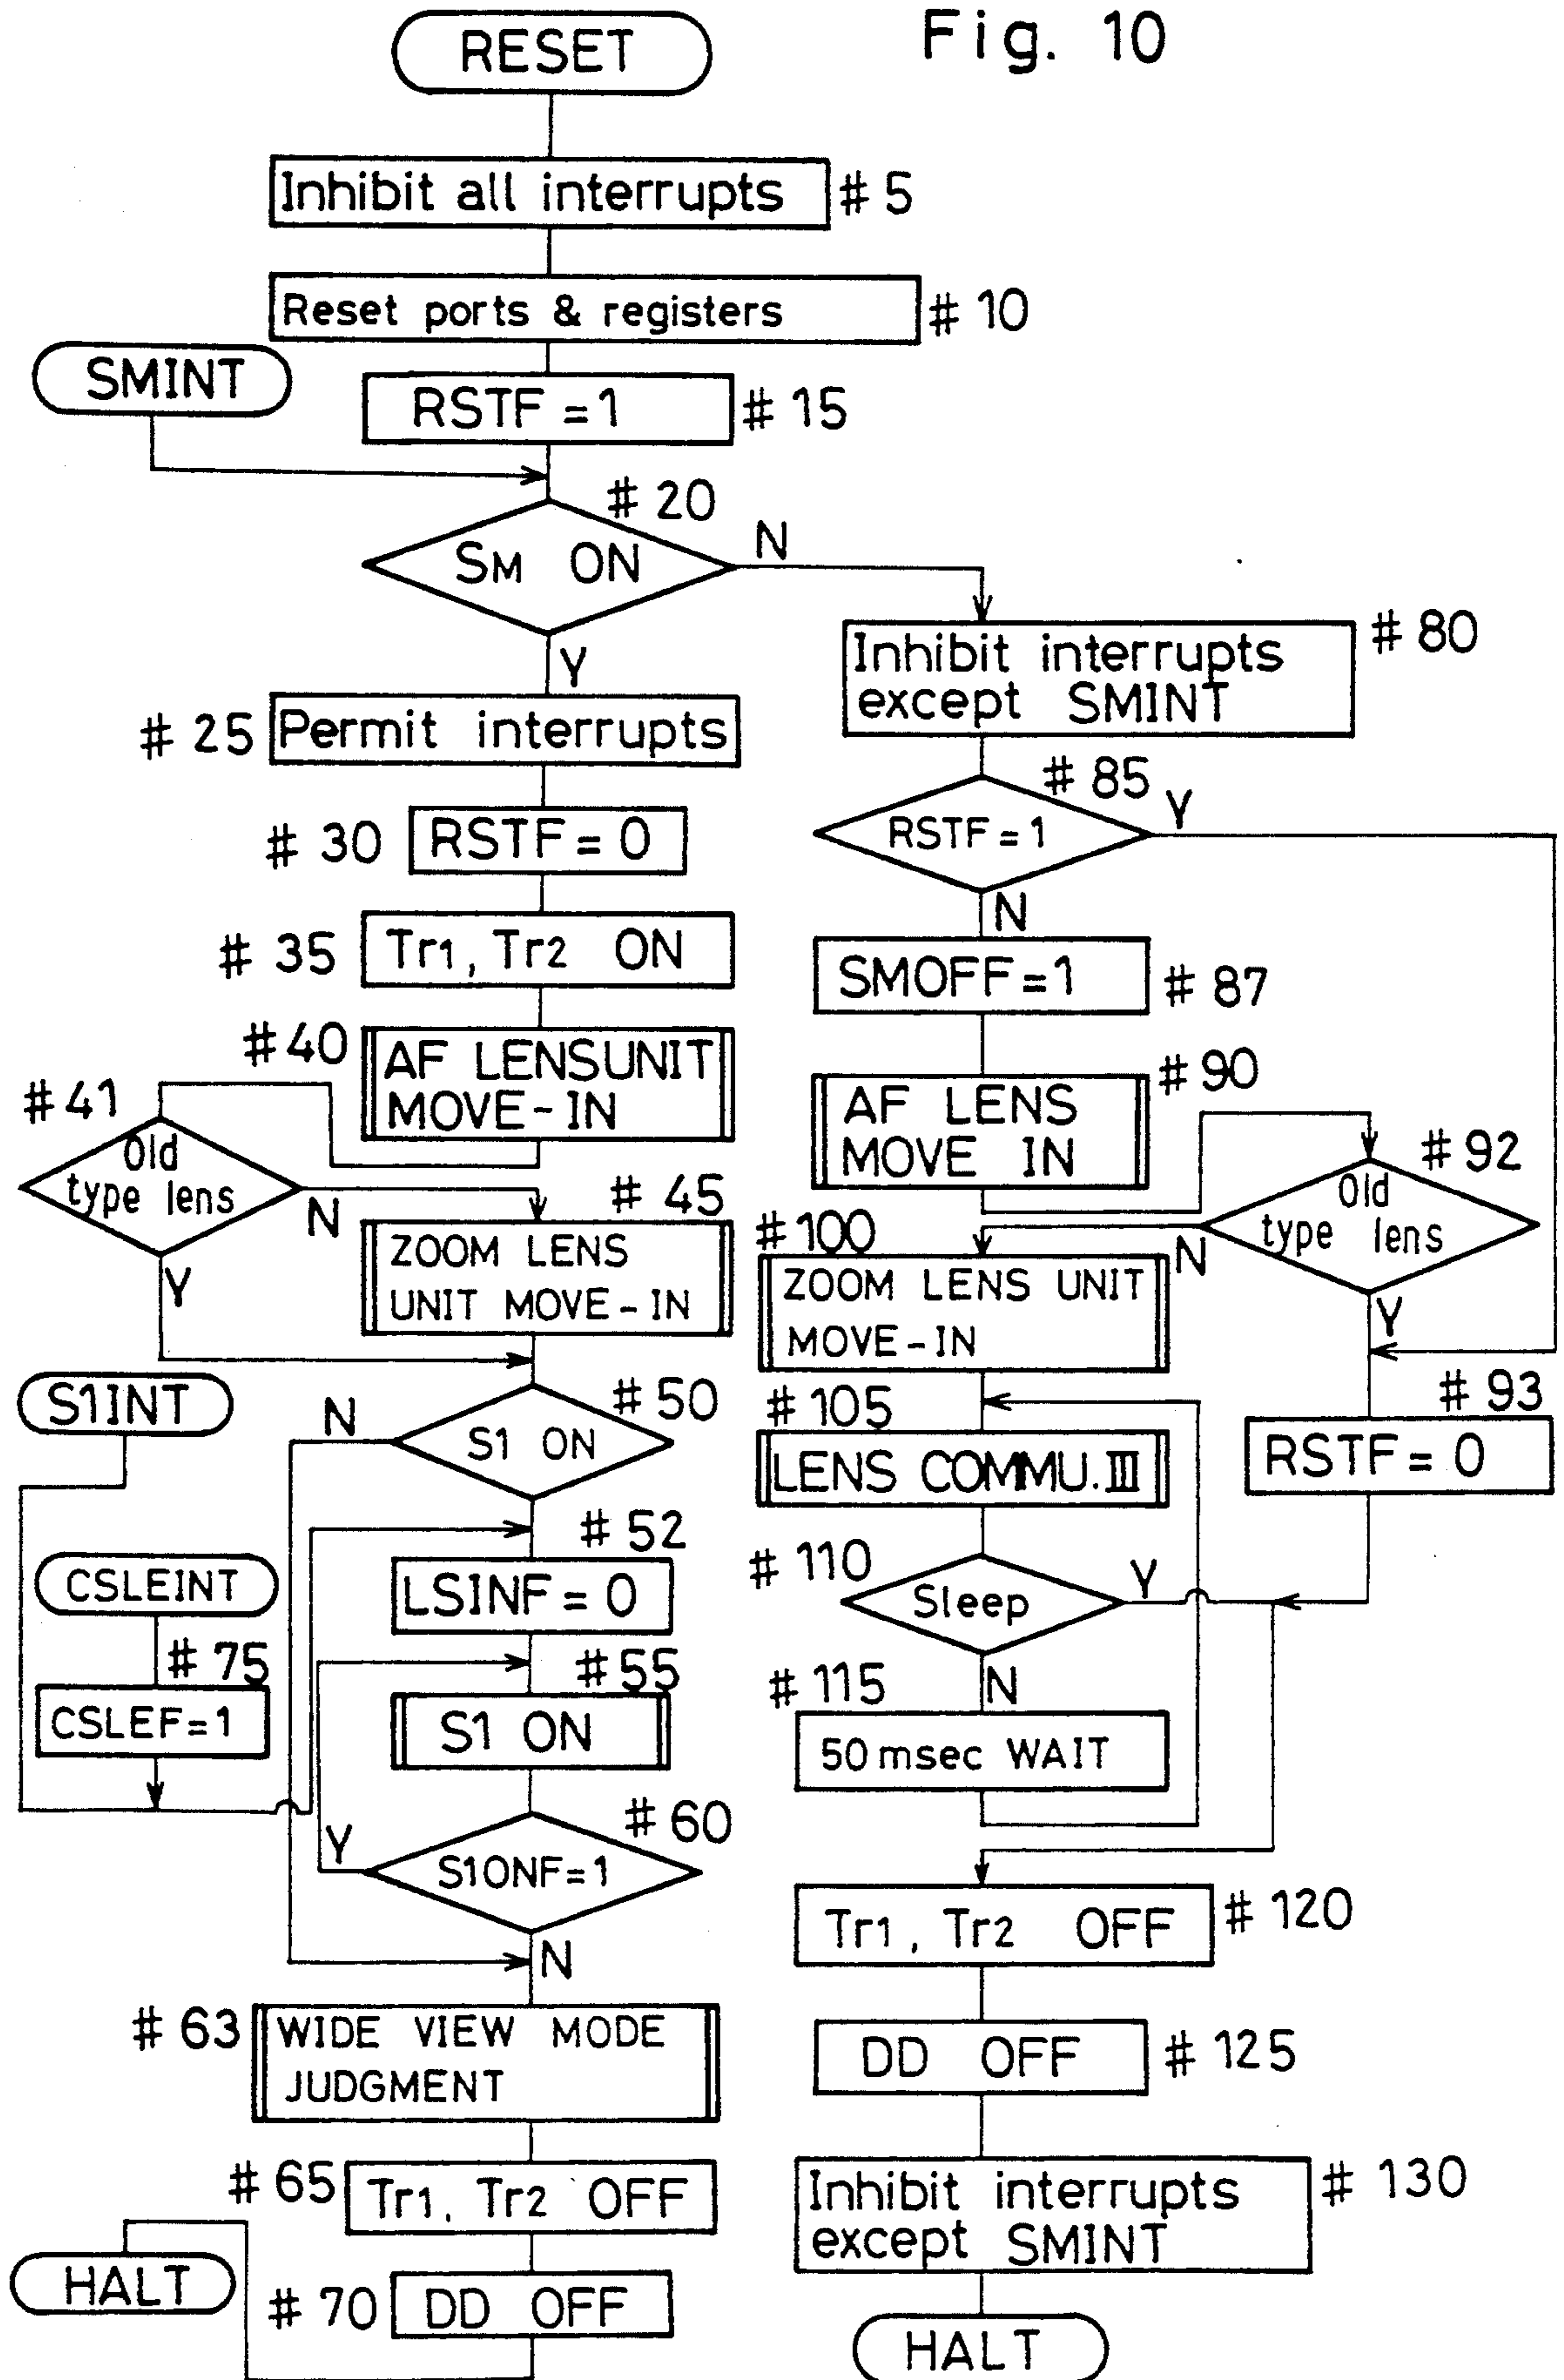 Fig. 10
RESET
Inhibit all interrupts
# 5
Reset ports & registers
# 10
SMINT
RSTF = 1
# 15
# 20
SM ON
N
Y
# 25
Permit interrupts
# 30
RSTF = 0
# 35
Tr1, Tr2 ON
# 40
AF LENSUNIT
MOVE-IN
# 41
Old
type lens
N
Y
# 45
ZOOM LENS
UNIT MOVE-IN
S1INT
N
# 50
S1 ON
# 52
LSINF = 0
CSLEINT
# 75
CSLEF = 1
# 55
S1 ON
Y
# 60
S1ONF = 1
N
# 63
WIDE VIEW MODE
JUDGMENT
# 65
Tr1, Tr2 OFF
HALT
# 70
DD OFF
# 80
Inhibit interrupts
except SMINT
# 85
RSTF = 1
Y
N
SMOFF = 1
# 87
# 90
AF LENS
MOVE IN
# 92
Old
type lens
N
Y
# 100
ZOOM LENS UNIT
MOVE-IN
# 93
RSTF = 0
# 105
LENS COMMU. III
# 110
Sleep
Y
N
# 115
50 msec WAIT
Tr1, Tr2 OFF
# 120
DD OFF
# 125
Inhibit interrupts
except SMINT
# 130
HALT